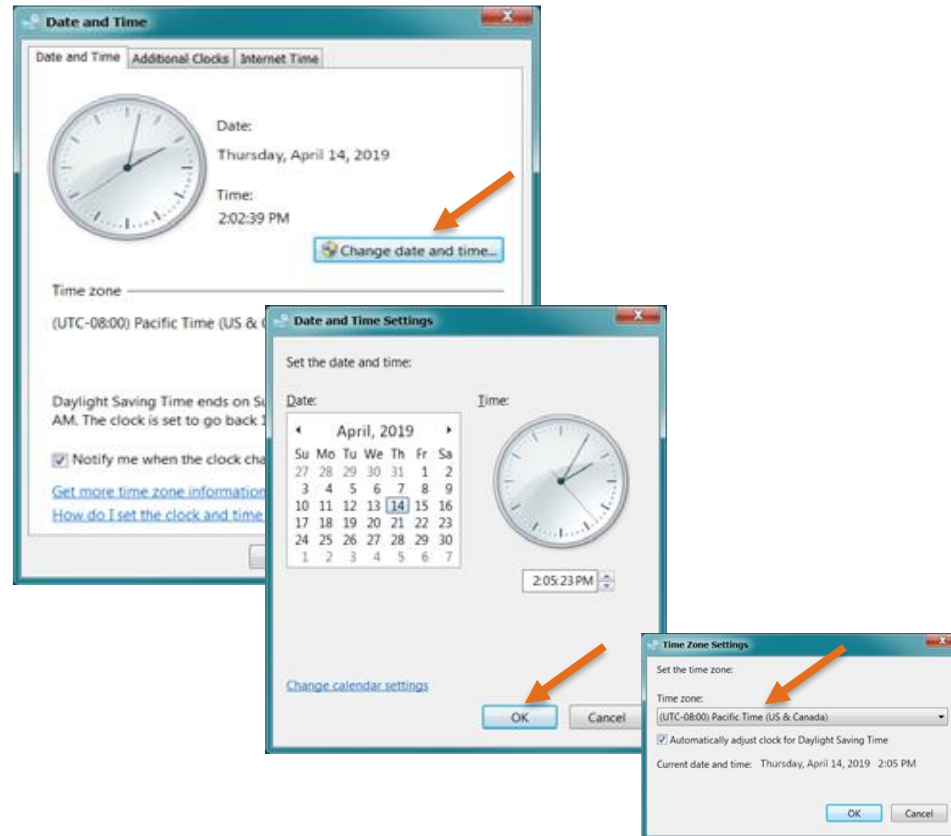 Date and Time
Date and Time Additional Clocks Internet Time
Date:
Thursday, April 14, 2019
Time:
2:02:39 PM
Change date and time...
Time zone
(UTC-08:00) Pacific Time (US &
Daylight Saving Time ends on
AM. The clock is set to go back
Notify me when the clock
Get more time zone information
How do I set the clock and time
Date and Time Settings
Set the date and time:
Date: Time:
April, 2019
Su Mo Tu We Th Fr Sa
27 28 29 30 31 1 2
3 4 5 6 7 8 9
10 11 12 13 14 15 16
17 18 19 20 21 22 23
24 25 26 27 28 29 30
1 2 3 4 5 6 7
2:05:23 PM
Change calendar settings
OK Cancel
Time Zone Settings
Set the time zone:
Time zone:
(UTC-08:00) Pacific Time (US & Canada)
Automatically adjust clock for Daylight Saving Time
Current date and time: Thursday, April 14, 2019 2:05 PM
OK Cancel